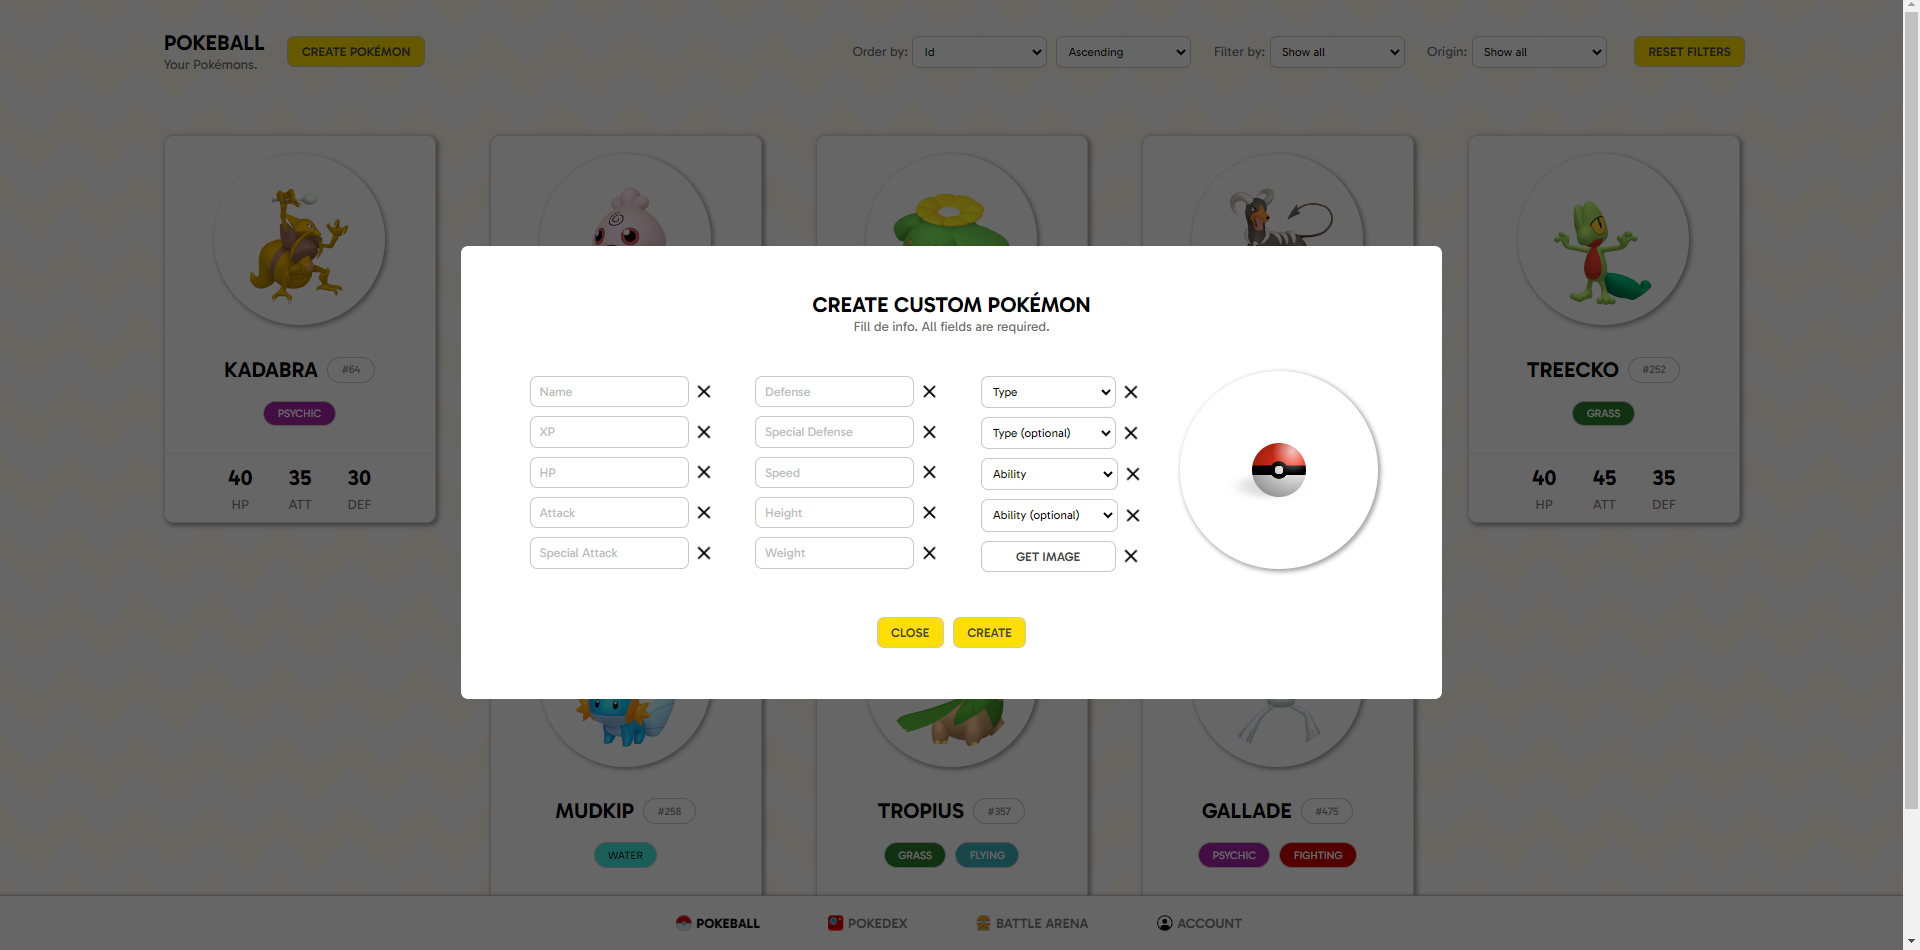 POKEBALL
Your Pokémons.
CREATE POKÉMON
Order by: Id Ascending Filter by: Show all Origin: Show all RESET FILTERS
CREATE CUSTOM POKÉMON
Fill de info. All fields are required.
Name Defense Type
XP Special Defense Type (optional)
HP Speed Ability
Attack Height Ability (optional)
Special Attack Weight GET IMAGE
CLOSE CREATE
KADABRA #64
PSYCHIC
40 35 30
HP ATT DEF
TREECKO #252
GRASS
40 45 35
HP ATT DEF
MUDKIP #258
WATER
TROPIUS #357
GRASS FLYING
GALLADE #475
PSYCHIC FIGHTING
POKEBALL POKEDEX BATTLE ARENA ACCOUNT